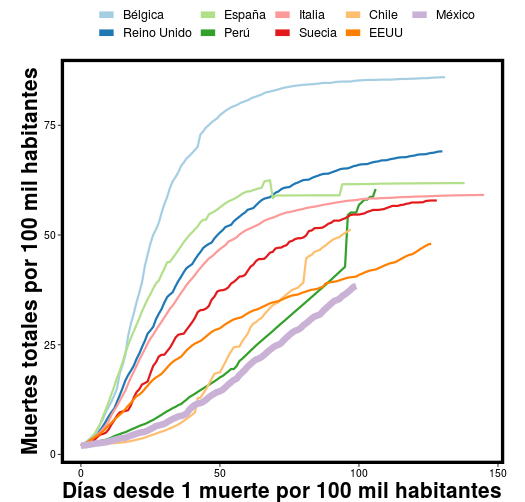 Bélgica España Italia Chile México
Reino Unido Perú Suecia EEUU
Muertes totales por 100 mil habitantes
75
50
25
0
0 50 100 150
Días desde 1 muerte por 100 mil habitantes